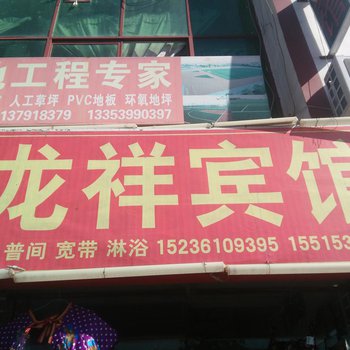 工程专家
人工草坪 PVC地板 环氧地坪
137918379 13353990397
龙祥宾馆
普间 宽带 淋浴 15236109395 15515